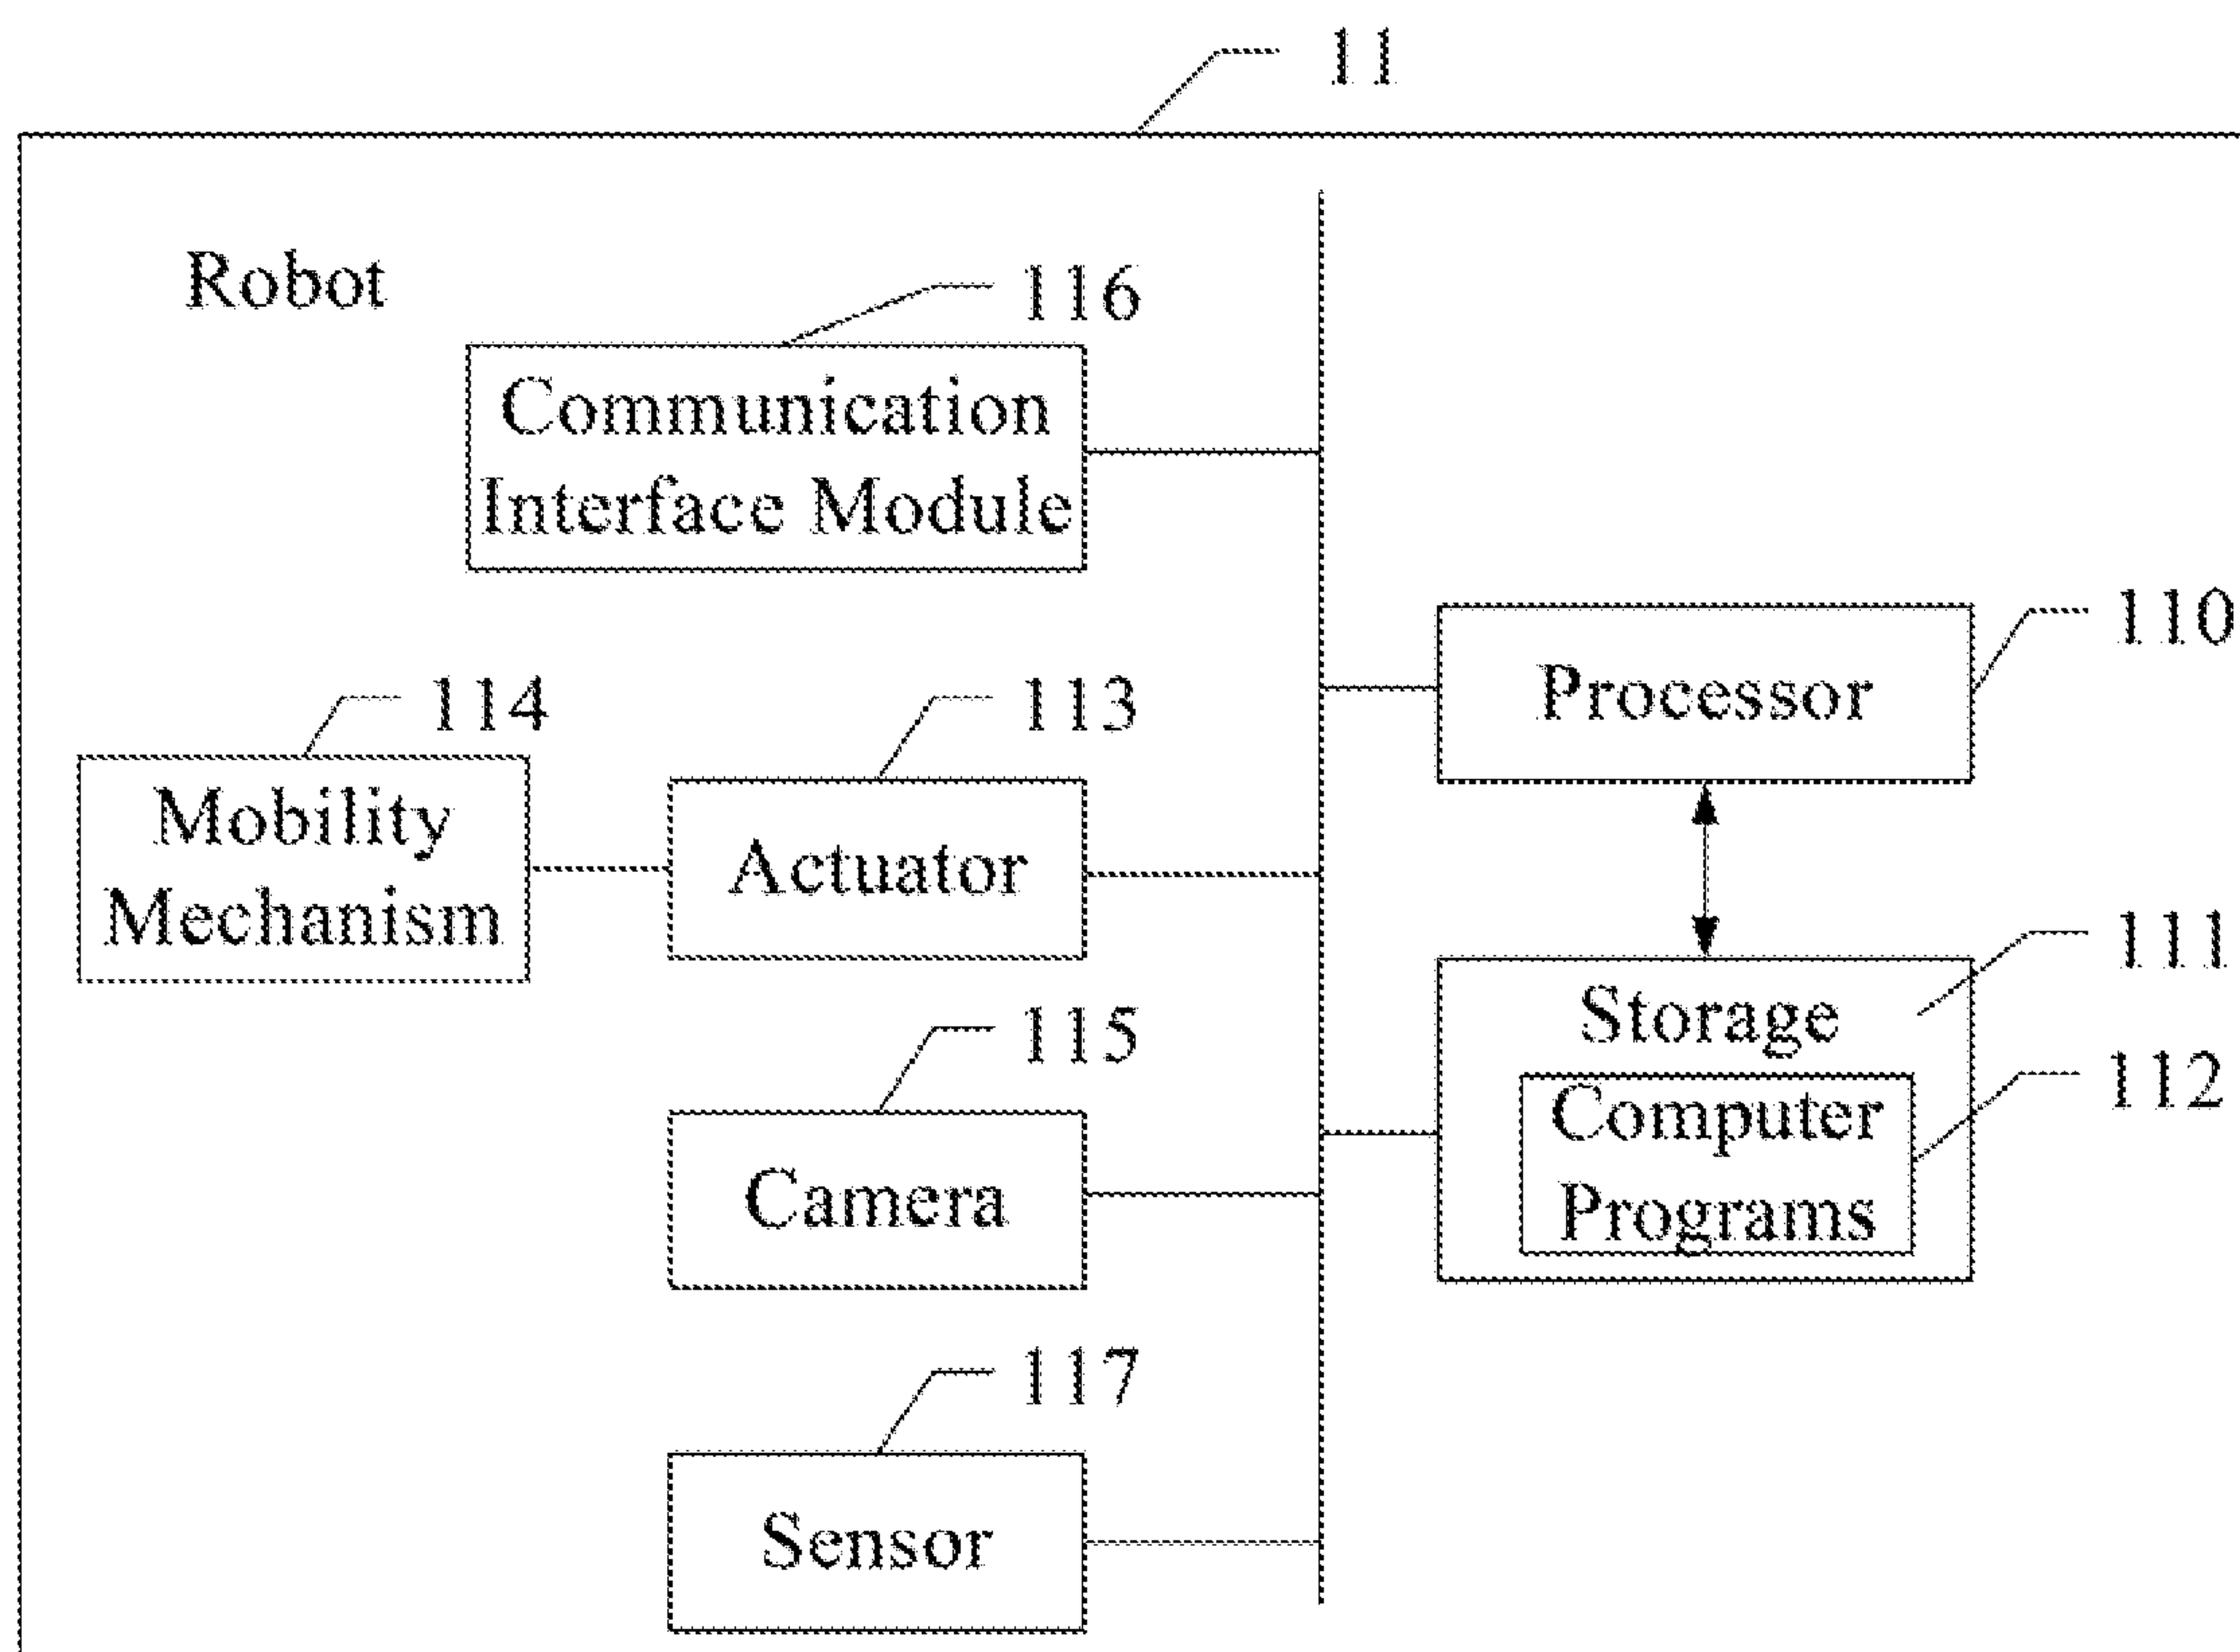 11
Robot
116
Communication
Interface Module
110
Processor
114
Mobility
Mechanism
113
Actuator
111
Storage
112
Computer
Programs
115
Camera
117
Sensor